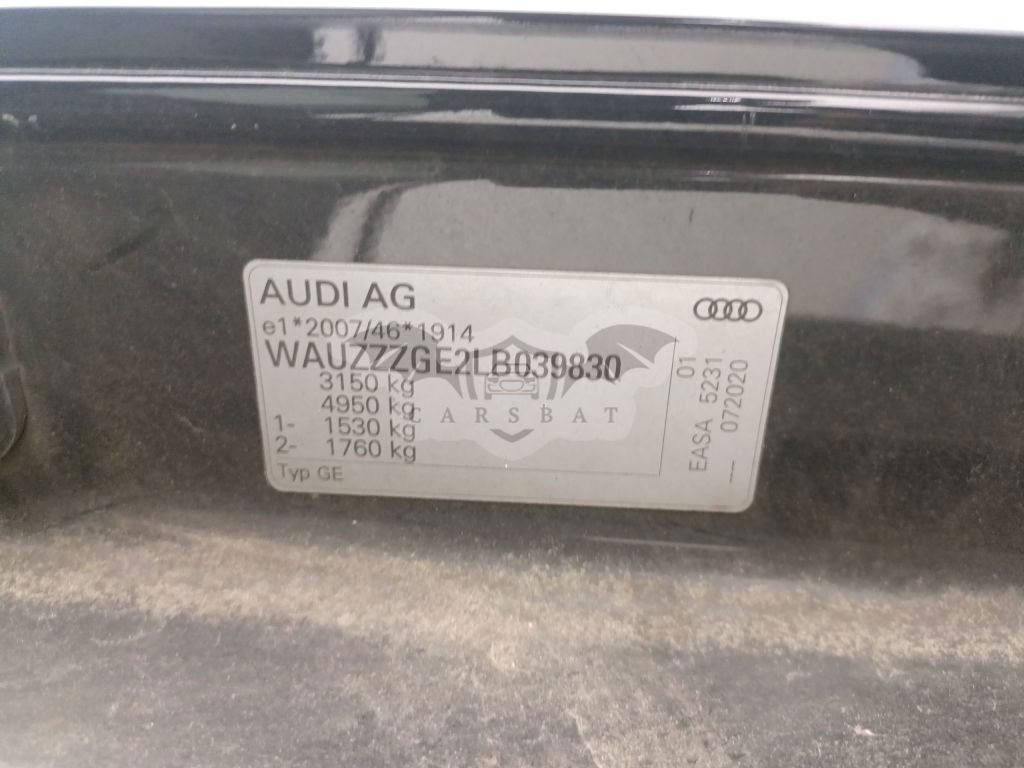 AUDI AG
e1*2007/46*1914
WAUZZZGE2LB039830
3150 kg
4950 kg
1- 1530 kg
2- 1760 kg
Typ GE
01
EASA 5231
---- 072020
CARSBAT